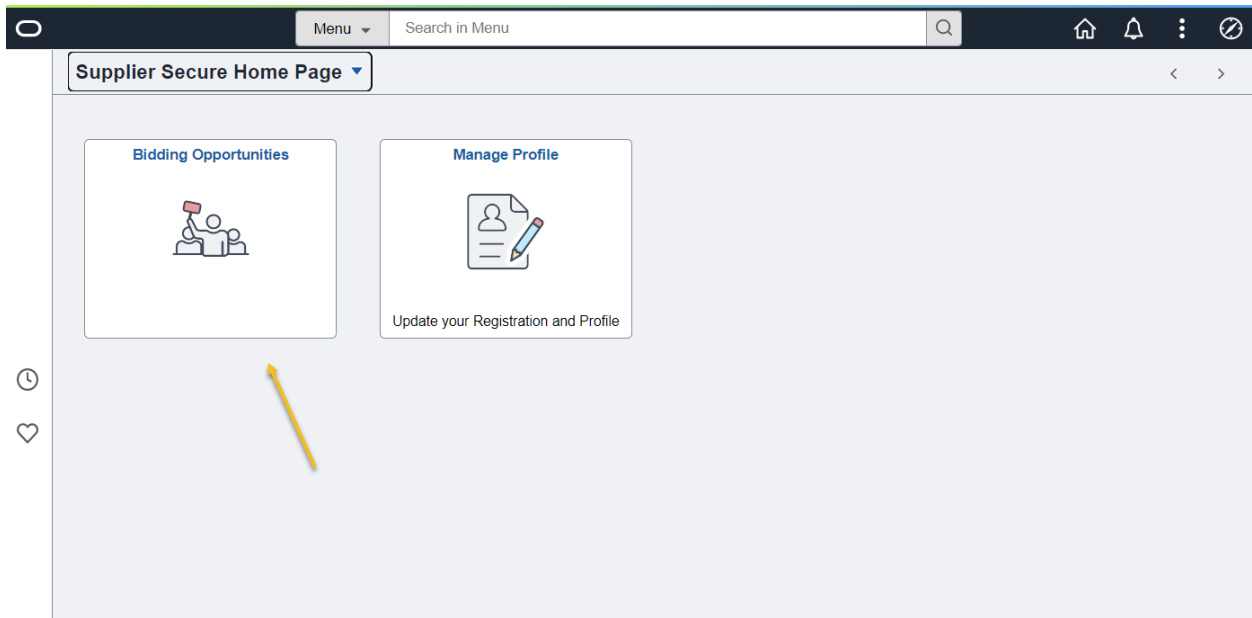 Menu
Search in Menu
Supplier Secure Home Page
Bidding Opportunities
Manage Profile
Update your Registration and Profile